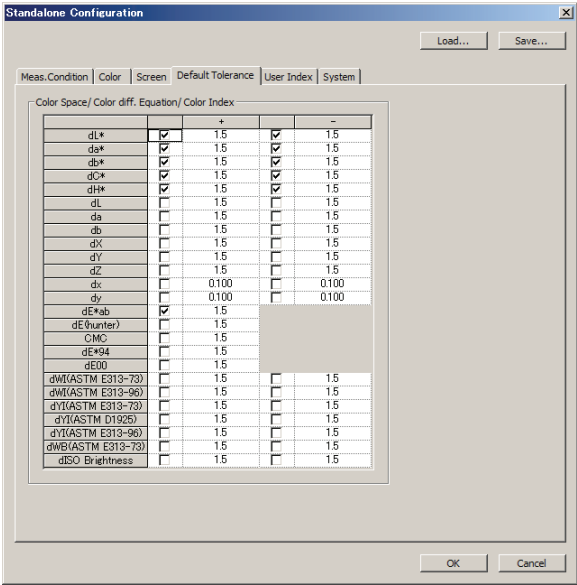 Standalone Configuration
Load... Save...
Meas.Condition Color Screen Default Tolerance User Index System
Color Space/ Color diff. Equation/ Color Index
+ −
dL* 1.5 1.5
da* 1.5 1.5
db* 1.5 1.5
dC* 1.5 1.5
dH* 1.5 1.5
dL 1.5 1.5
da 1.5 1.5
db 1.5 1.5
dX 1.5 1.5
dY 1.5 1.5
dZ 1.5 1.5
dx 0.100 0.100
dy 0.100 0.100
dE*ab 1.5
dE(hunter) 1.5
CMC 1.5
dE*94 1.5
dE00 1.5
dWI(ASTM E313-73) 1.5 1.5
dWI(ASTM E313-96) 1.5 1.5
dYI(ASTM E313-73) 1.5 1.5
dYI(ASTM D1925) 1.5 1.5
dYI(ASTM E313-96) 1.5 1.5
dWB(ASTM E313-73) 1.5 1.5
dISO Brightness 1.5 1.5
OK Cancel